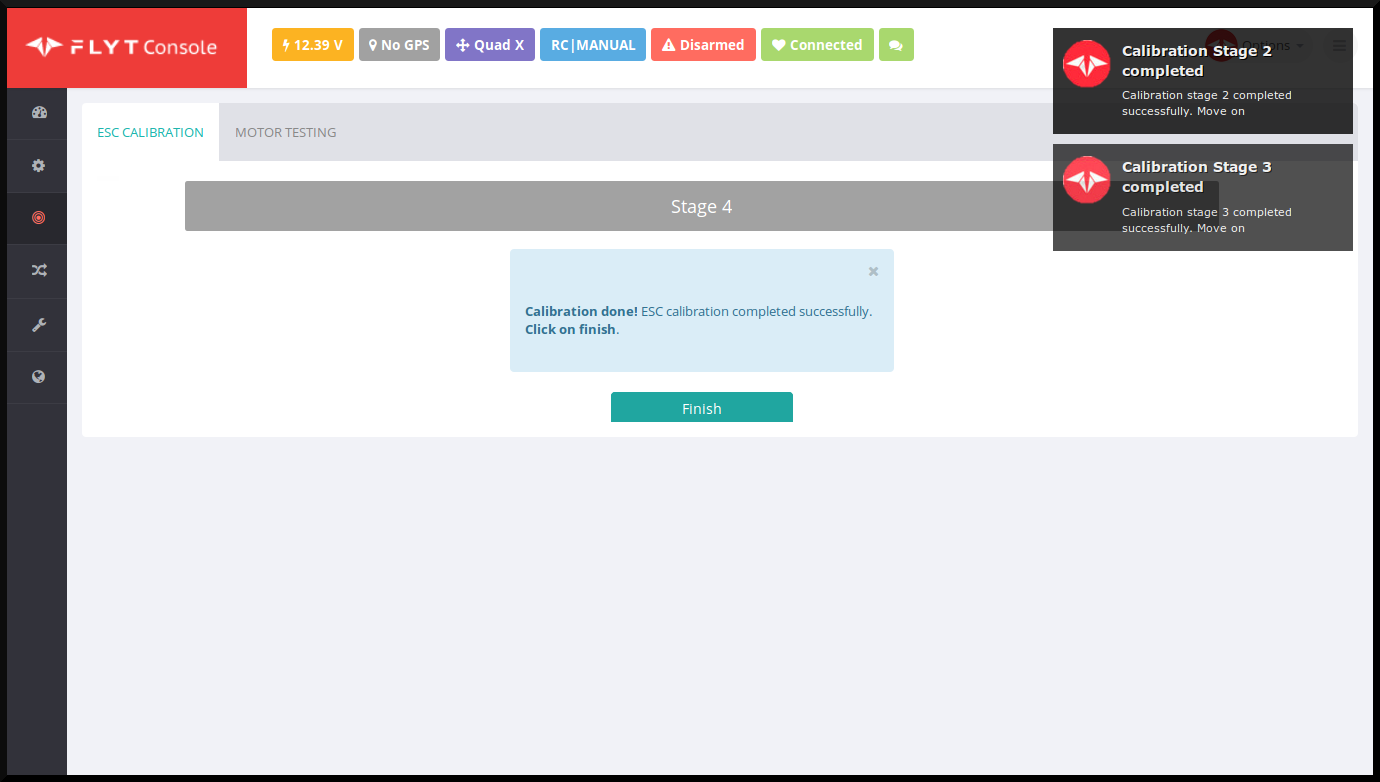 FLYT Console
12.39 V
No GPS
Quad X
RC|MANUAL
Disarmed
Connected
Options
Calibration Stage 2
completed
Calibration stage 2 completed
successfully. Move on
Calibration Stage 3
completed
Calibration stage 3 completed
successfully. Move on
ESC CALIBRATION
MOTOR TESTING
Stage 4
Calibration done! ESC calibration completed successfully.
Click on finish.
Finish